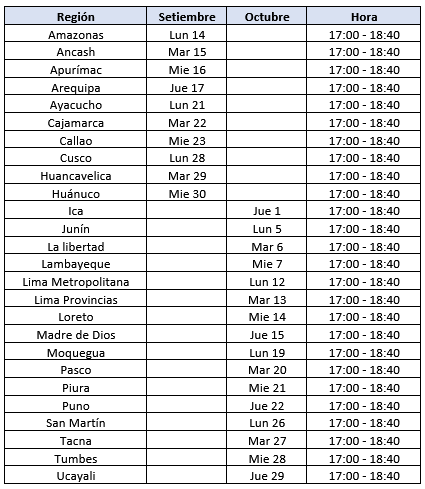 Región Setiembre Octubre Hora
Amazonas Lun 14 17:00 - 18:40
Ancash Mar 15 17:00 - 18:40
Apurímac Mie 16 17:00 - 18:40
Arequipa Jue 17 17:00 - 18:40
Ayacucho Lun 21 17:00 - 18:40
Cajamarca Mar 22 17:00 - 18:40
Callao Mie 23 17:00 - 18:40
Cusco Lun 28 17:00 - 18:40
Huancavelica Mar 29 17:00 - 18:40
Huánuco Mie 30 17:00 - 18:40
Ica Jue 1 17:00 - 18:40
Junín Lun 5 17:00 - 18:40
La libertad Mar 6 17:00 - 18:40
Lambayeque Mie 7 17:00 - 18:40
Lima Metropolitana Lun 12 17:00 - 18:40
Lima Provincias Mar 13 17:00 - 18:40
Loreto Mie 14 17:00 - 18:40
Madre de Dios Jue 15 17:00 - 18:40
Moquegua Lun 19 17:00 - 18:40
Pasco Mar 20 17:00 - 18:40
Piura Mie 21 17:00 - 18:40
Puno Jue 22 17:00 - 18:40
San Martín Lun 26 17:00 - 18:40
Tacna Mar 27 17:00 - 18:40
Tumbes Mie 28 17:00 - 18:40
Ucayali Jue 29 17:00 - 18:40